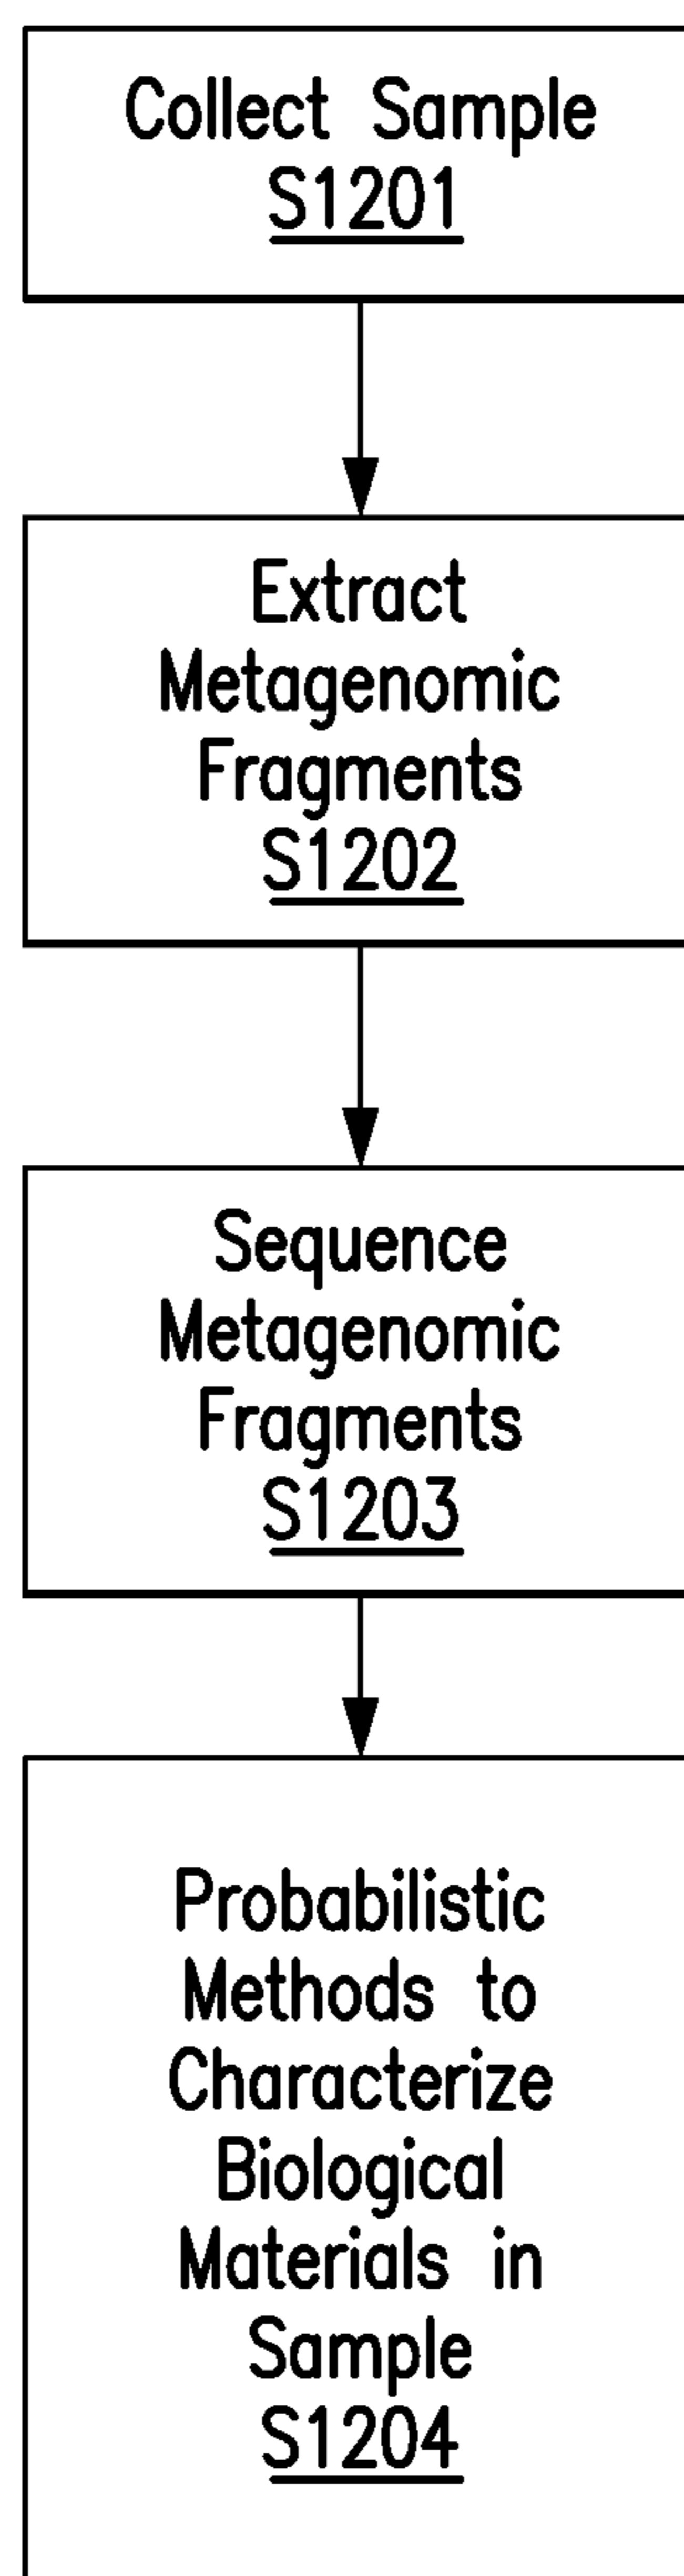 Collect Sample
S1201
Extract
Metagenomic
Fragments
S1202
Sequence
Metagenomic
Fragments
S1203
Probabilistic
Methods to
Characterize
Biological
Materials in
Sample
S1204